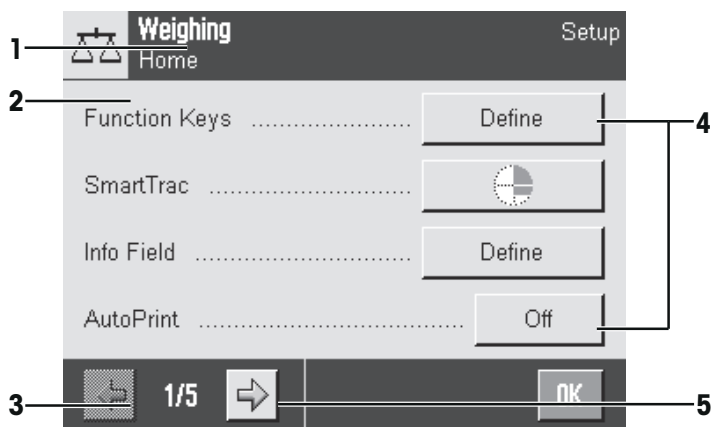 Weighing
Setup
1
Home
2
Function Keys ....................... Define
4
SmartTrac .............................
Info Field ............................... Define
AutoPrint ...................................... Off
3
1/5
OK
5